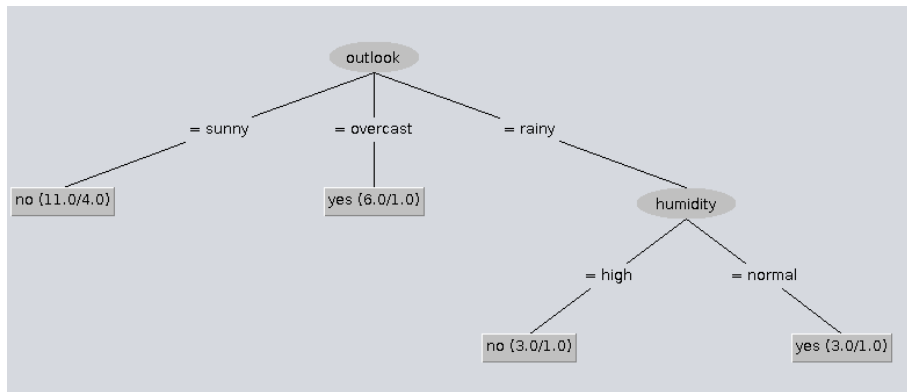 outlook
= sunny
= overcast
= rainy
no (11.0/4.0)
yes (6.0/1.0)
humidity
= high
= normal
no (3.0/1.0)
yes (3.0/1.0)